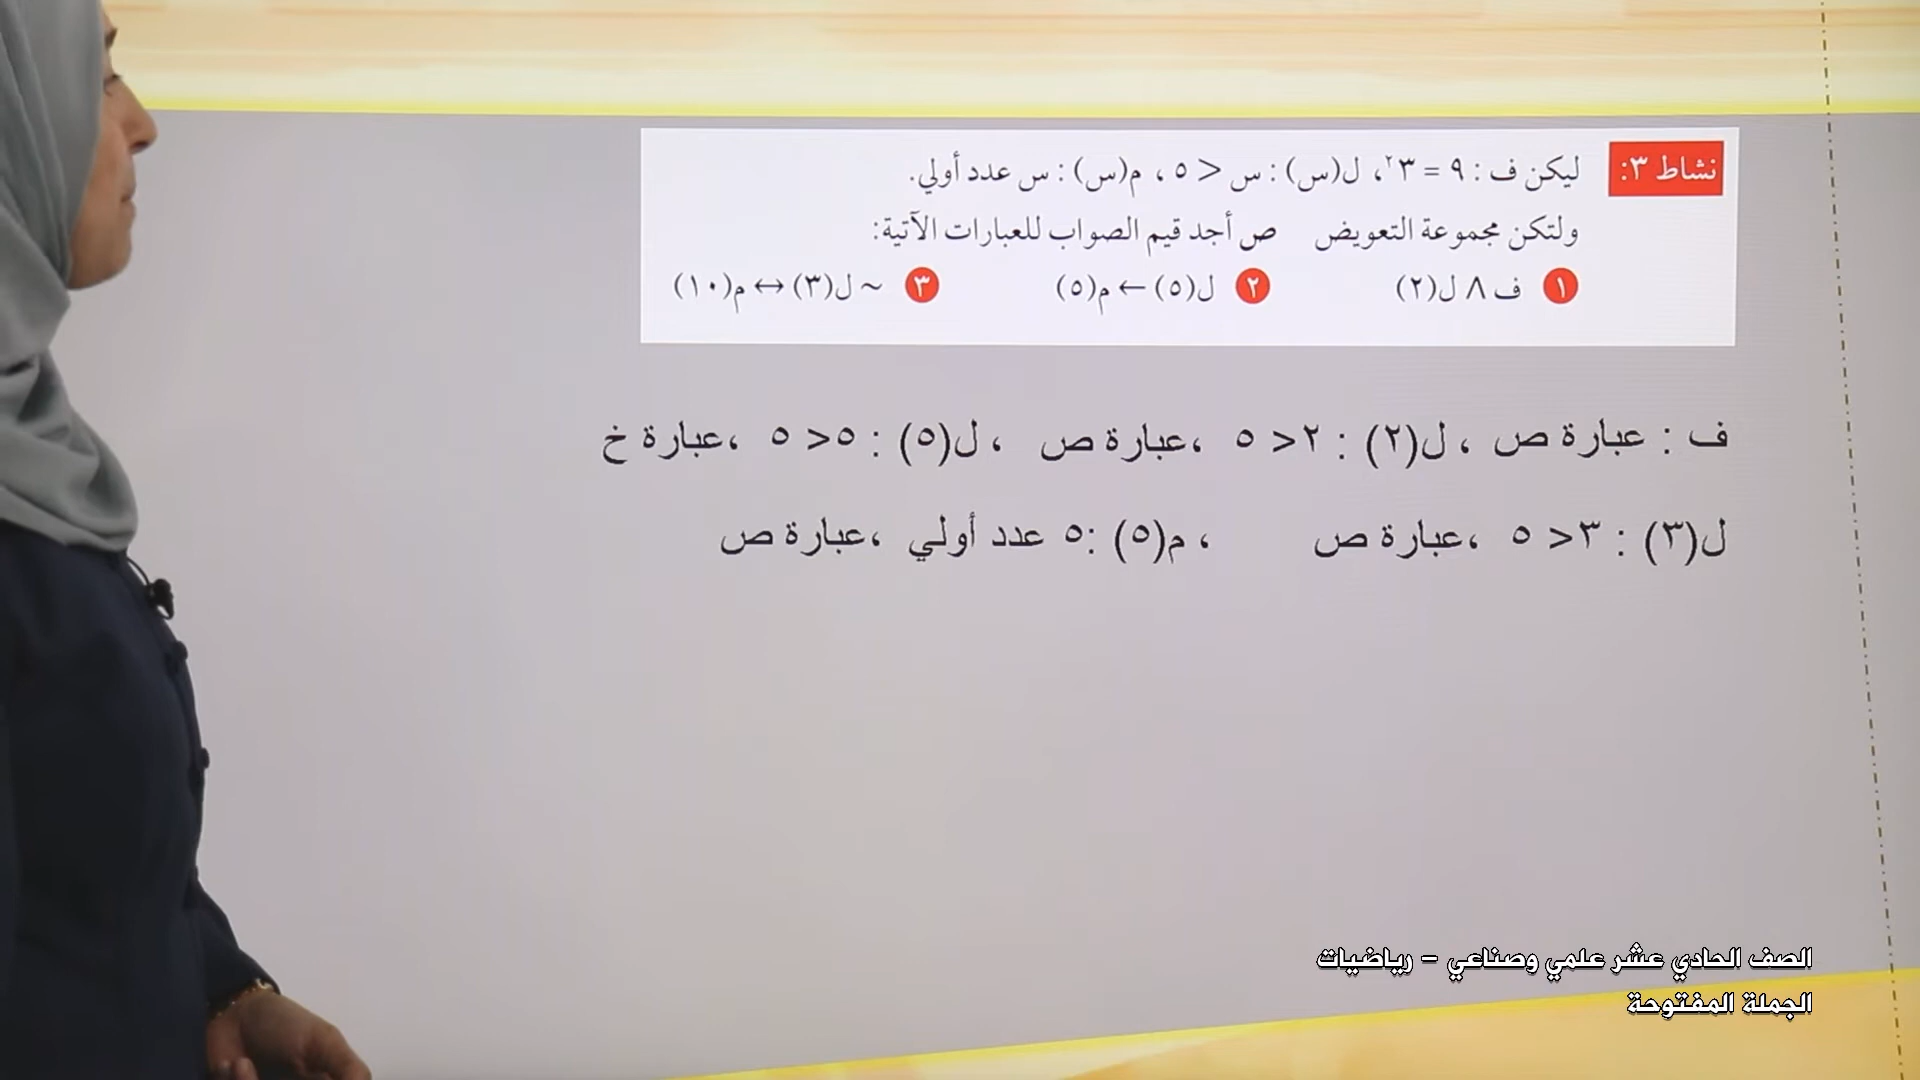 نشاط ٣: ليكن ف : ٩ = ٣٢، ل(س) : س < ٥ ، م(س) : س عدد أولي.
ولتكن مجموعة التعويض ص أجد قيم الصواب للعبارات الآتية:
١ ف ∧ ل(٢) ٢ ل(٥) ← م(٥) ٣ ~ ل(٣) ↔ م(١٠)
ف : عبارة ص ، ل(٢) : ٢< ٥ ،عبارة ص ، ل(٥) : ٥< ٥ ،عبارة خ
ل(٣) : ٣< ٥ ،عبارة ص ، م(٥) :٥ عدد أولي ،عبارة ص
الصف الحادي عشر علمي وصناعي - رياضيات
الجملة المفتوحة